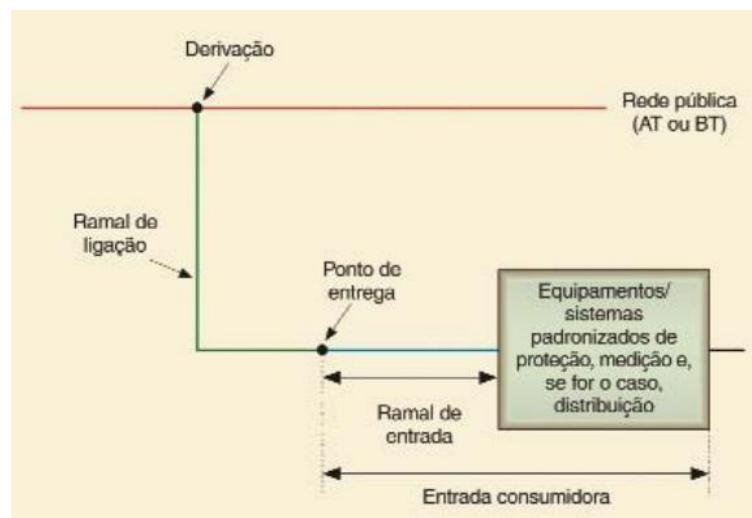 Derivação
Rede pública
(AT ou BT)
Ramal de
ligação
Ponto de
entrega
Equipamentos/
sistemas
padronizados de
proteção, medição e,
se for o caso,
distribuição
Ramal de
entrada
Entrada consumidora